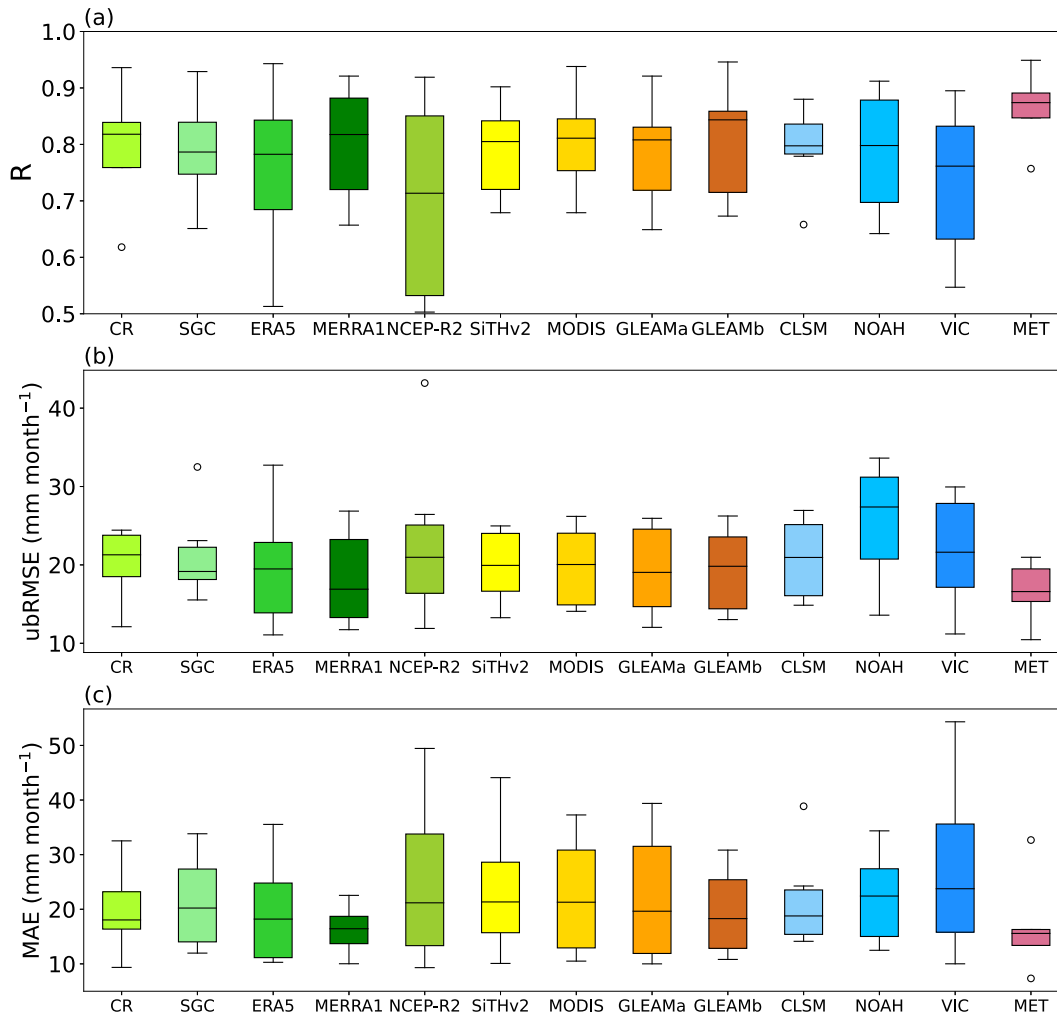 (a)
1.0
0.9
0.8
0.7
0.6
0.5
R
CR SGC ERA5 MERRA1 NCEP-R2 SiTHv2 MODIS GLEAMa GLEAMb CLSM NOAH VIC MET
(b)
40
30
20
10
ubRMSE (mm month⁻¹)
CR SGC ERA5 MERRA1 NCEP-R2 SiTHv2 MODIS GLEAMa GLEAMb CLSM NOAH VIC MET
(c)
50
40
30
20
10
MAE (mm month⁻¹)
CR SGC ERA5 MERRA1 NCEP-R2 SiTHv2 MODIS GLEAMa GLEAMb CLSM NOAH VIC MET